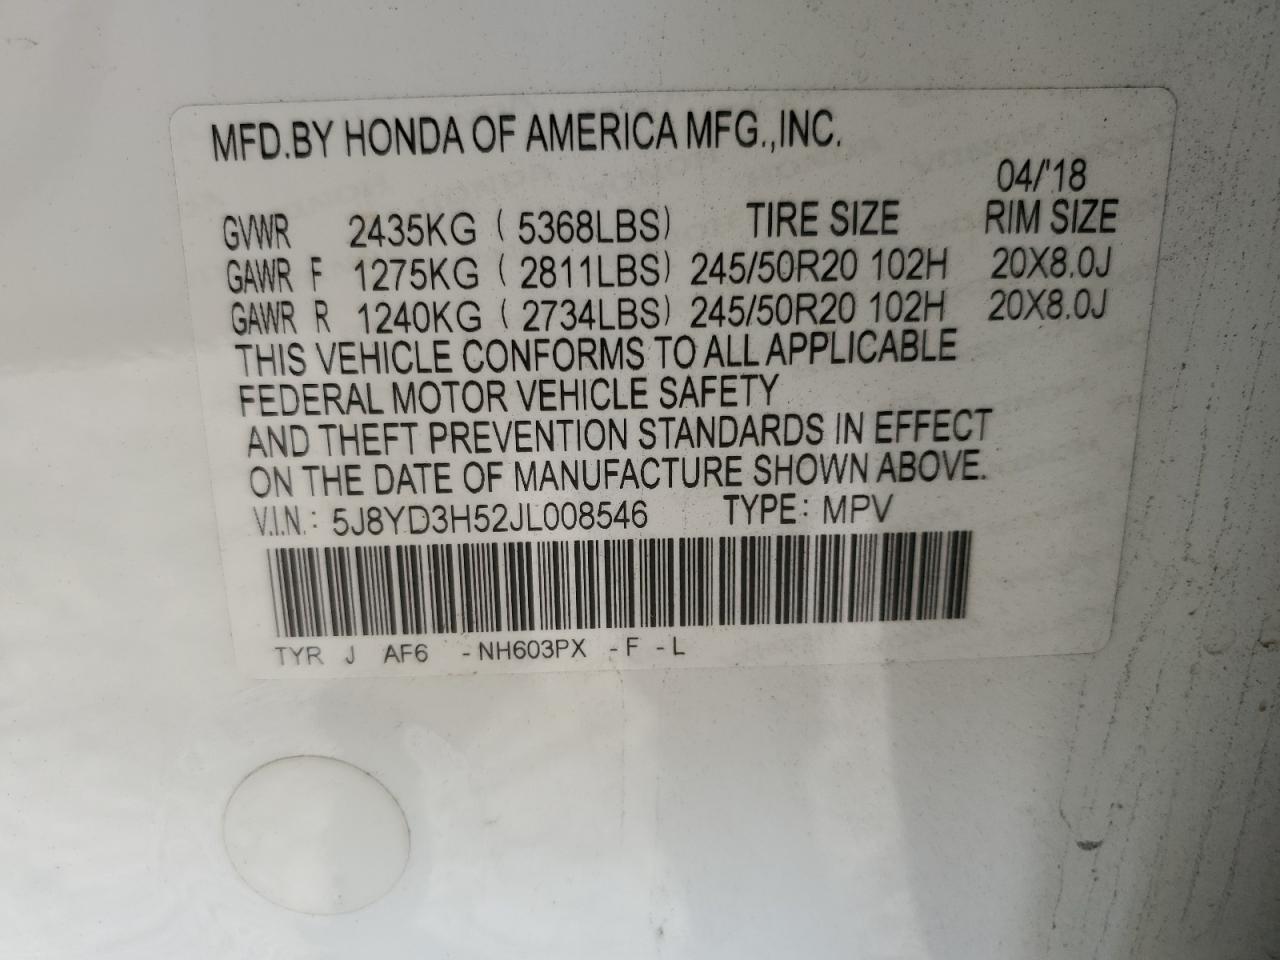 MFD.BY HONDA OF AMERICA MFG.,INC.
04/'18
GVWR 2435KG ( 5368LBS) TIRE SIZE RIM SIZE
GAWR F 1275KG ( 2811LBS) 245/50R20 102H 20X8.0J
GAWR R 1240KG ( 2734LBS) 245/50R20 102H 20X8.0J
THIS VEHICLE CONFORMS TO ALL APPLICABLE
FEDERAL MOTOR VEHICLE SAFETY
AND THEFT PREVENTION STANDARDS IN EFFECT
ON THE DATE OF MANUFACTURE SHOWN ABOVE.
V.I.N.: 5J8YD3H52JL008546 TYPE: MPV
TYR J AF6 -NH603PX -F -L